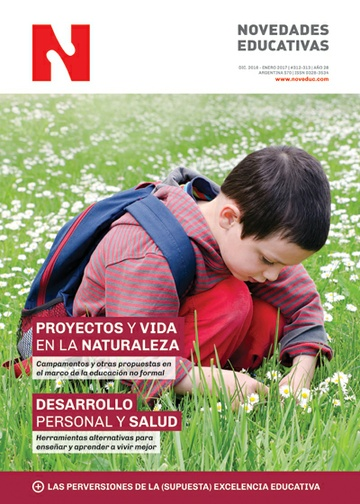 N
NOVEDADES
EDUCATIVAS
DIC. 2016 - ENERO 2017 | #312-313 | AÑO 28
ARGENTINA $70 | ISSN 0328-3534
www.noveduc.com
PROYECTOS Y VIDA
EN LA NATURALEZA
Campamentos y otras propuestas en
el marco de la educación no formal
DESARROLLO
PERSONAL Y SALUD
Herramientas alternativas para
enseñar y aprender a vivir mejor
+ LAS PERVERSIONES DE LA (SUPUESTA) EXCELENCIA EDUCATIVA